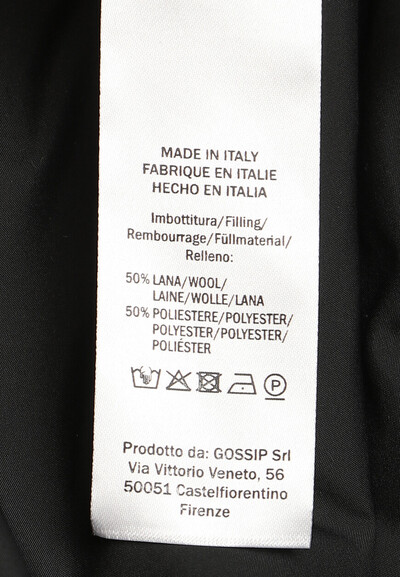 MADE IN ITALY
FABRIQUE EN ITALIE
HECHO EN ITALIA
Imbottitura/Filling/
Rembourrage/Füllmaterial/
Relleno:
50% LANA/WOOL/
LAINE/WOLLE/LANA
50% POLIESTERE/POLYESTER/
POLYESTER/POLYESTER/
POLIÉSTER
P
Prodotto da: GOSSIP Srl
Via Vittorio Veneto, 56
50051 Castelfiorentino
Firenze